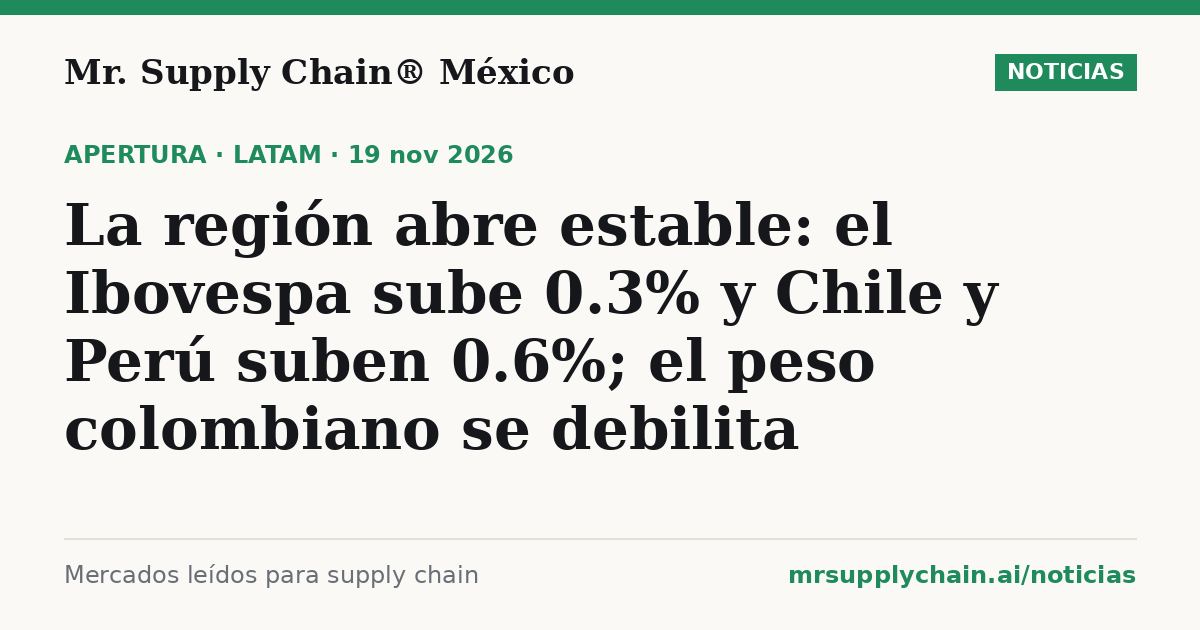 Mr. Supply Chain® México
NOTICIAS
APERTURA · LATAM · 19 nov 2026
La región abre estable: el
Ibovespa sube 0.3% y Chile y
Perú suben 0.6%; el peso
colombiano se debilita
Mercados leídos para supply chain
mrsupplychain.ai/noticias